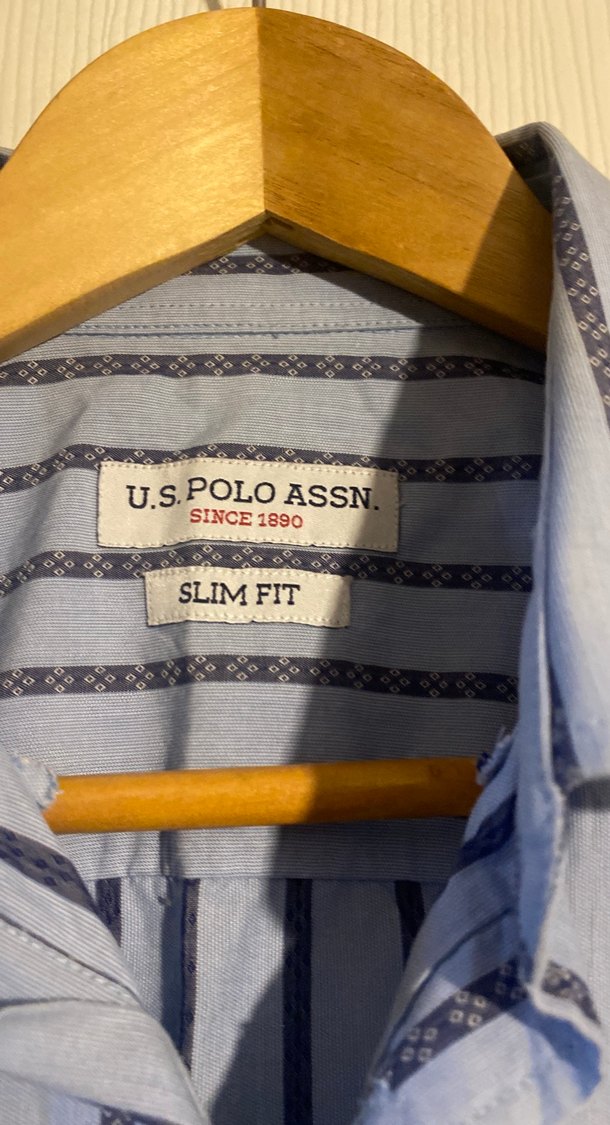 U.S. POLO ASSN.
SINCE 1890
SLIM FIT